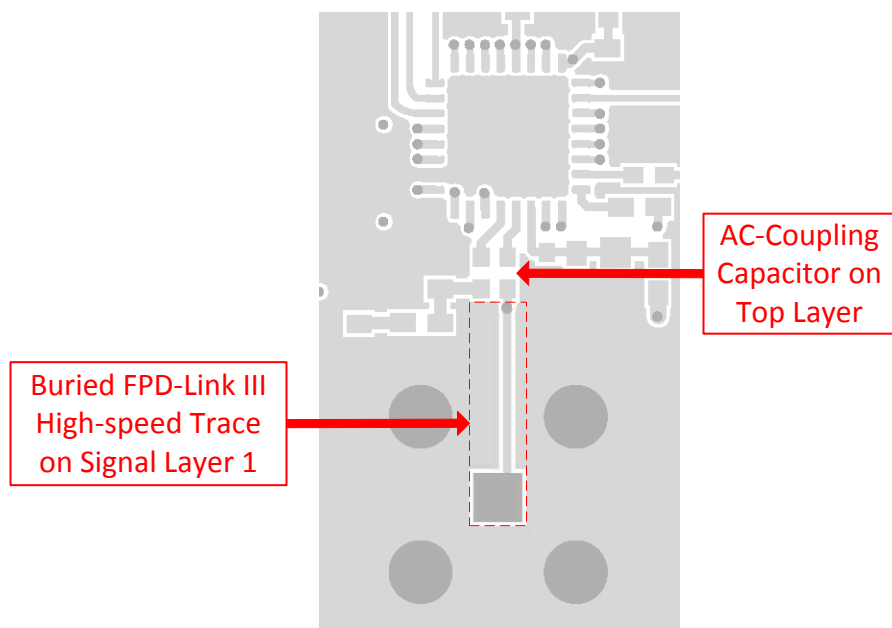 AC-Coupling
Capacitor on
Top Layer
Buried FPD-Link III
High-speed Trace
on Signal Layer 1